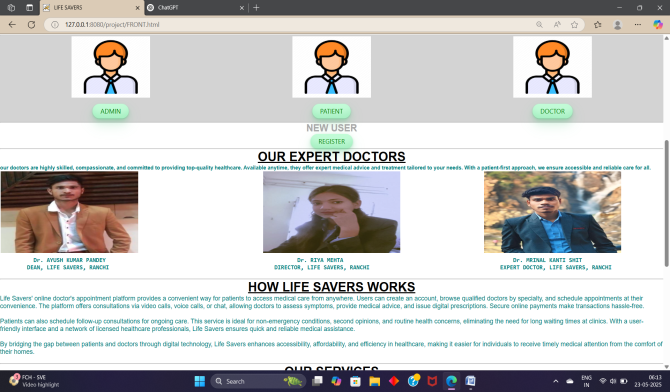 LIFE SAVERS
ChatGPT
127.0.0.1:8080/project/FRONT.html
ADMIN
PATIENT
DOCTOR
NEW USER
REGISTER
OUR EXPERT DOCTORS
our doctors are highly skilled, compassionate, and committed to providing top-quality healthcare. Available anytime, they offer expert medical advice and treatment tailored to your needs. With a patient-first approach, we ensure accessible and reliable care for all.
Dr. AYUSH KUMAR PANDEY
DEAN, LIFE SAVERS, RANCHI
Dr. RIYA MEHTA
DIRECTOR, LIFE SAVERS, RANCHI
Dr. MRINAL KANTI SHIT
EXPERT DOCTOR, LIFE SAVERS, RANCHI
HOW LIFE SAVERS WORKS
Life Savers' online doctor's appointment platform provides a convenient way for patients to access medical care from anywhere. Users can create an account, browse qualified doctors by specialty, and schedule appointments at their
convenience. The platform offers consultations via video calls, voice calls, or chat, allowing doctors to assess symptoms, provide medical advice, and issue digital prescriptions. Secure online payments make transactions hassle-free.
Patients can also schedule follow-up consultations for ongoing care. This service is ideal for non-emergency conditions, second opinions, and routine health concerns, eliminating the need for long waiting times at clinics. With a user-
friendly interface and a network of licensed healthcare professionals, Life Savers ensures quick and reliable medical assistance.
By bridging the gap between patients and doctors through digital technology, Life Savers enhances accessibility, affordability, and efficiency in healthcare, making it easier for individuals to receive timely medical attention from the comfort of
their homes.
OUR SERVICES
FCH - SVE
Video highlight
Search
ENG
IN
06:13
23-05-2025